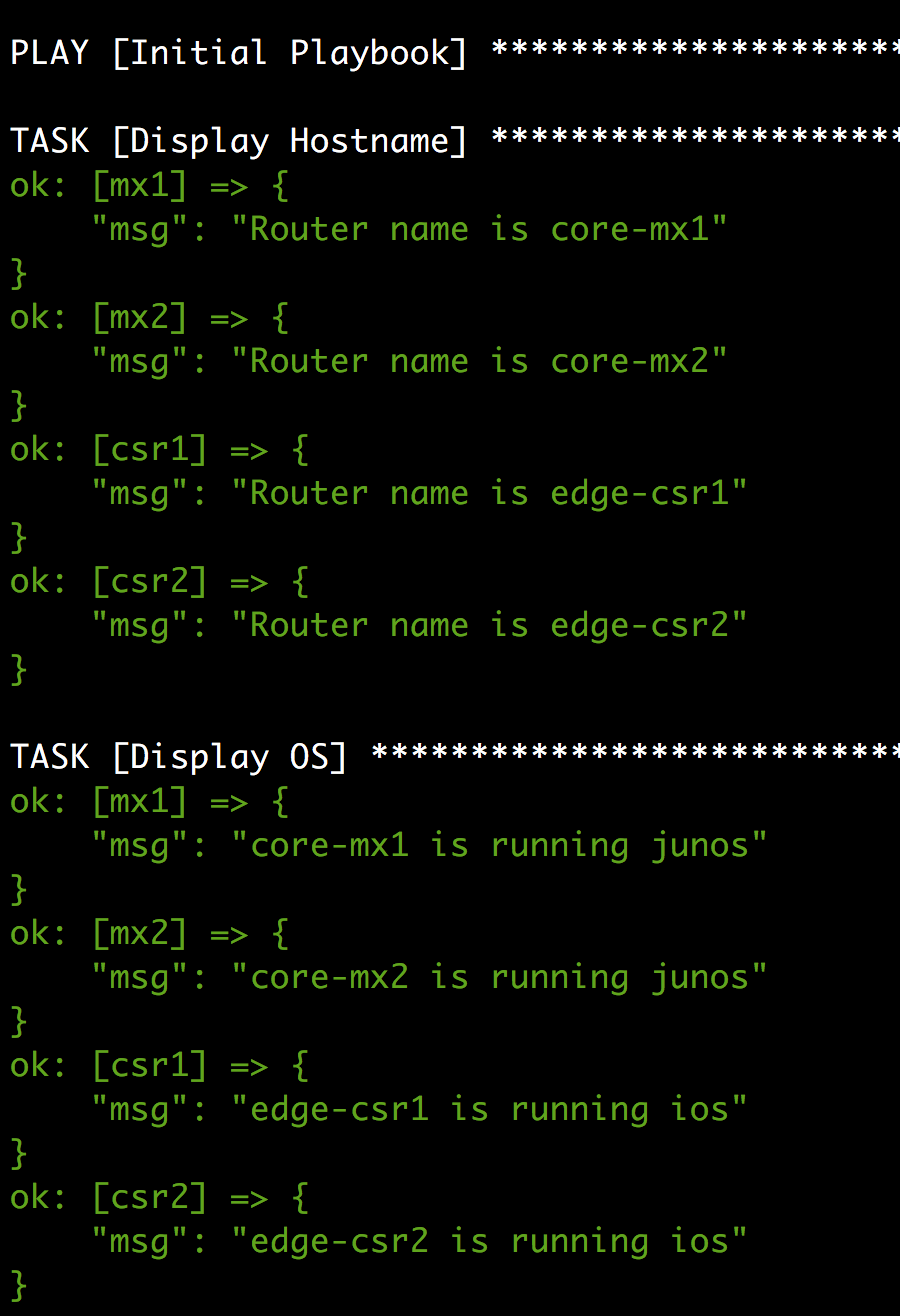 PLAY [Initial Playbook] *********************
TASK [Display Hostname] *********************
ok: [mx1] => {
    "msg": "Router name is core-mx1"
}
ok: [mx2] => {
    "msg": "Router name is core-mx2"
}
ok: [csr1] => {
    "msg": "Router name is edge-csr1"
}
ok: [csr2] => {
    "msg": "Router name is edge-csr2"
}
TASK [Display OS] ***************************
ok: [mx1] => {
    "msg": "core-mx1 is running junos"
}
ok: [mx2] => {
    "msg": "core-mx2 is running junos"
}
ok: [csr1] => {
    "msg": "edge-csr1 is running ios"
}
ok: [csr2] => {
    "msg": "edge-csr2 is running ios"
}